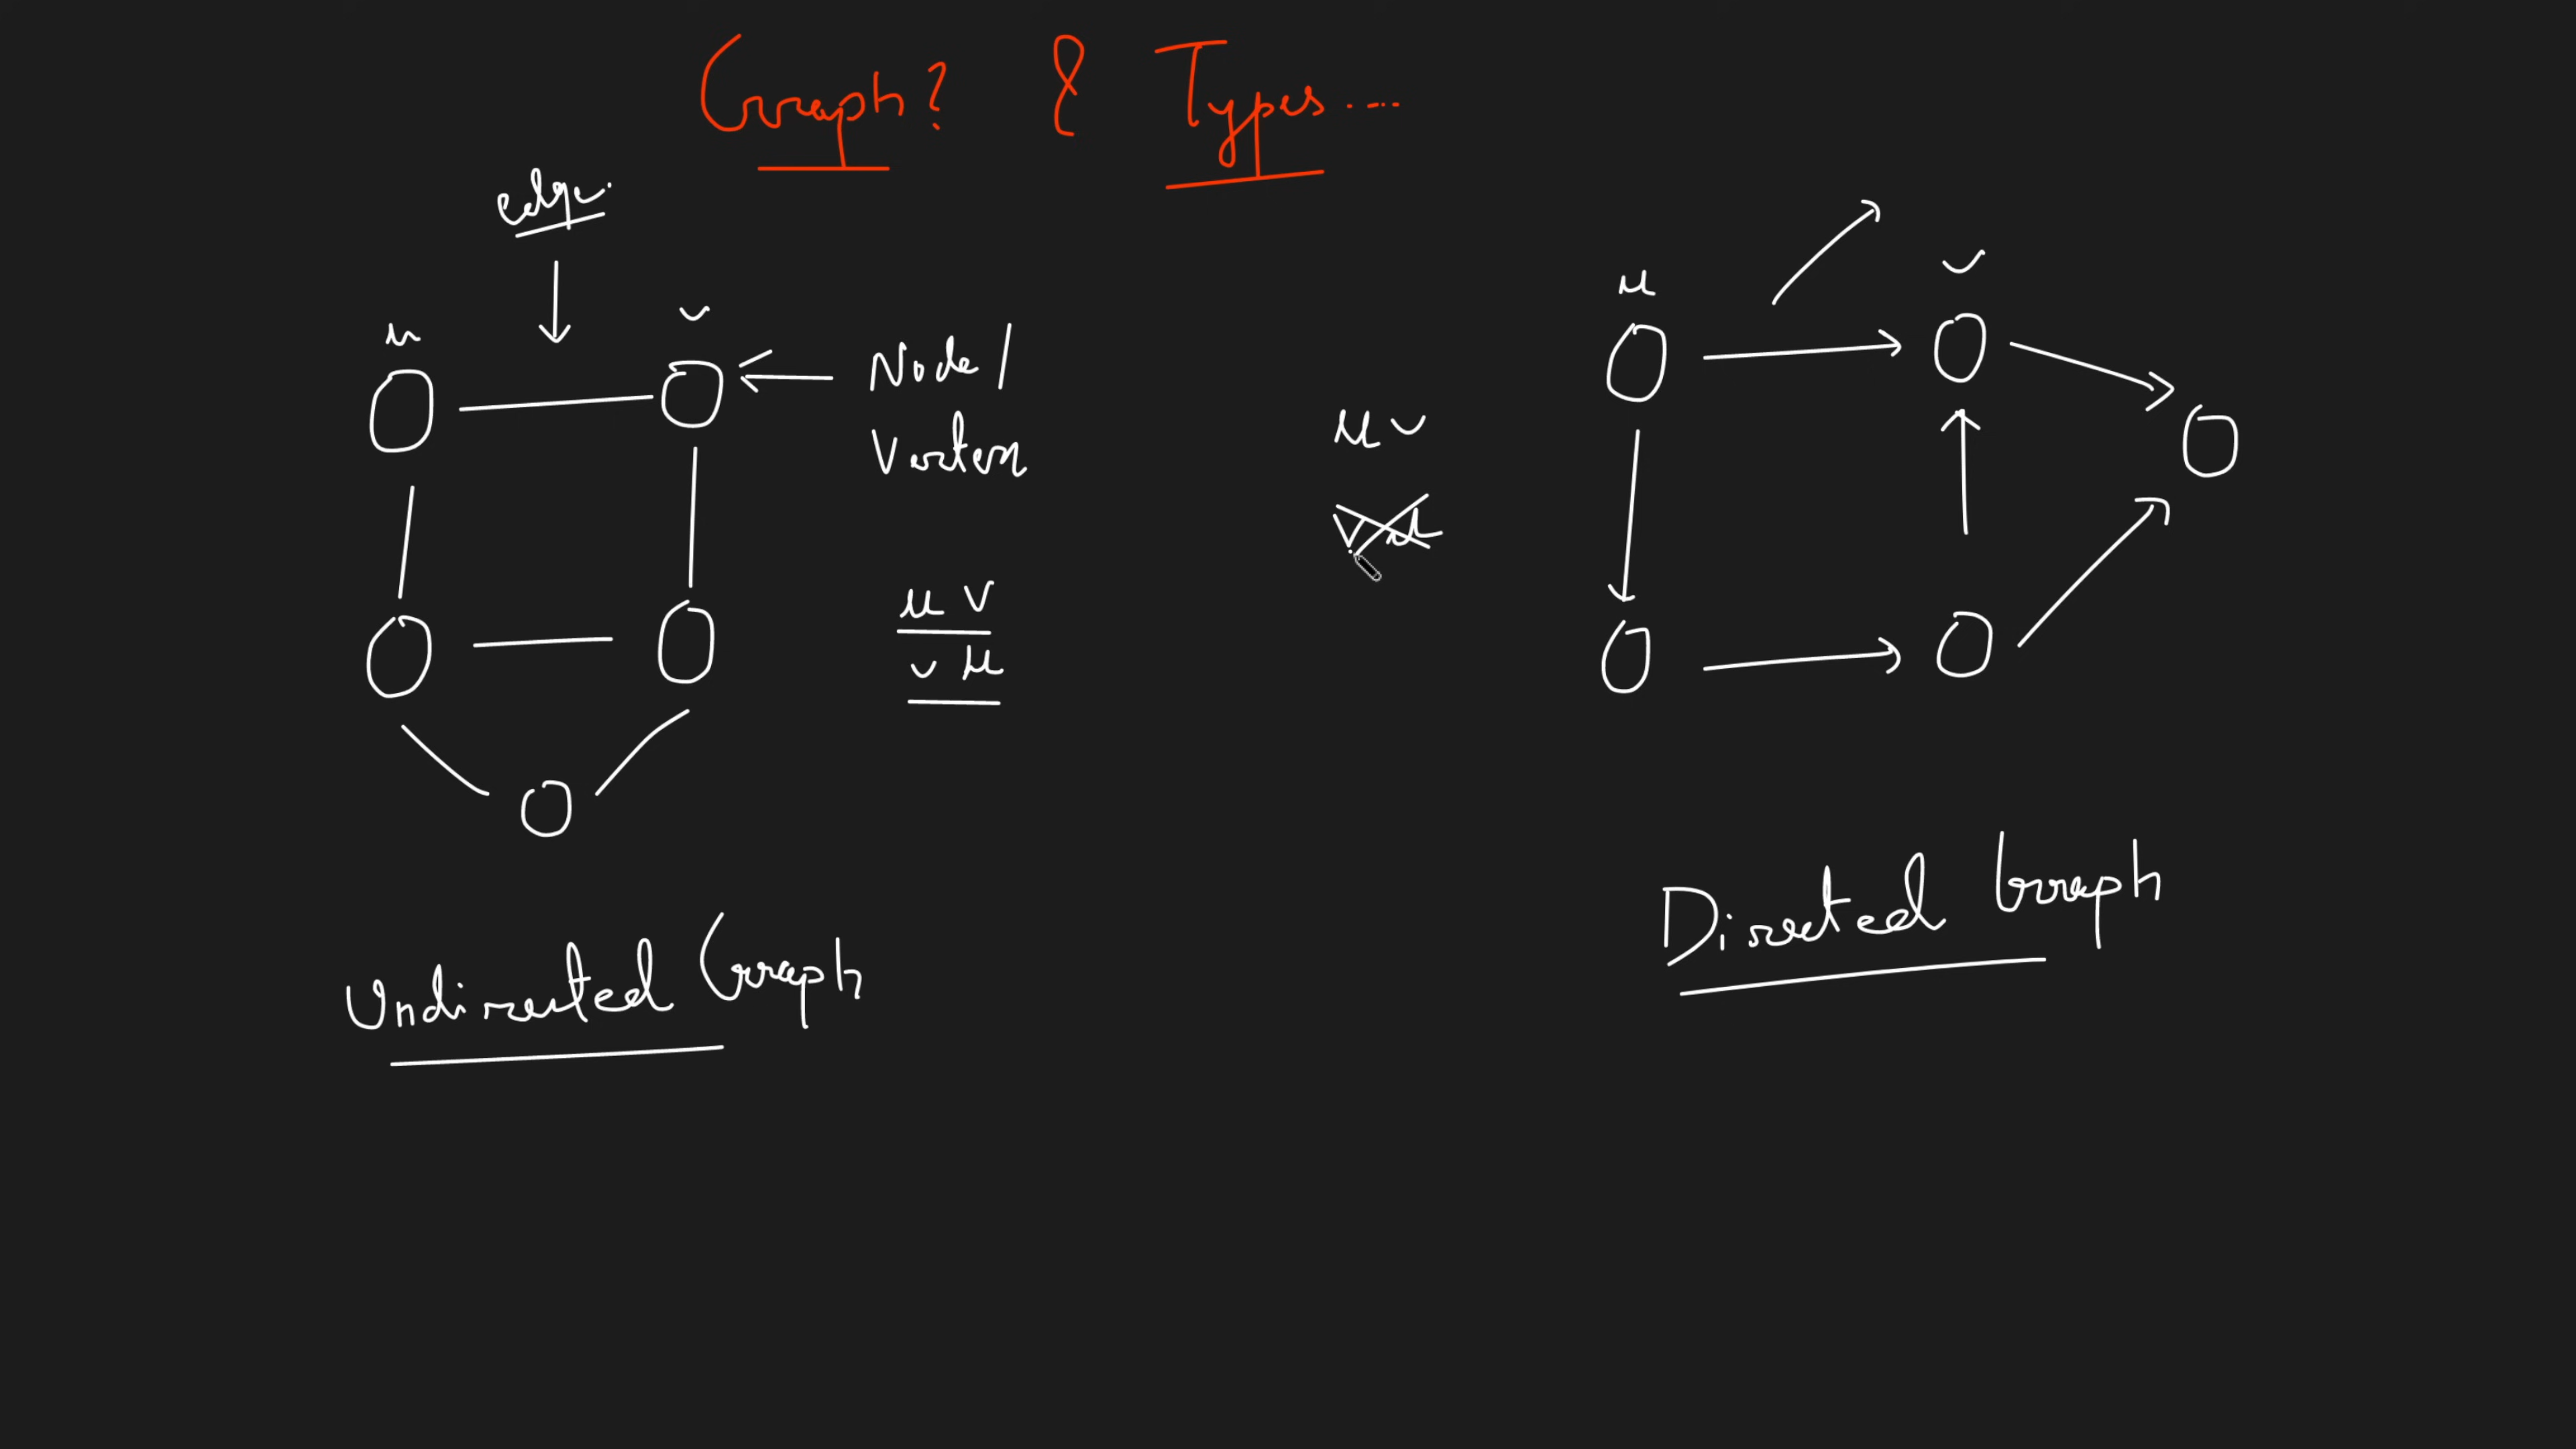 Graph? & Types....
edge.
u v
Node/
Vertex
u v
v u
Undirected Graph
u v
u v
v u
Directed Graph